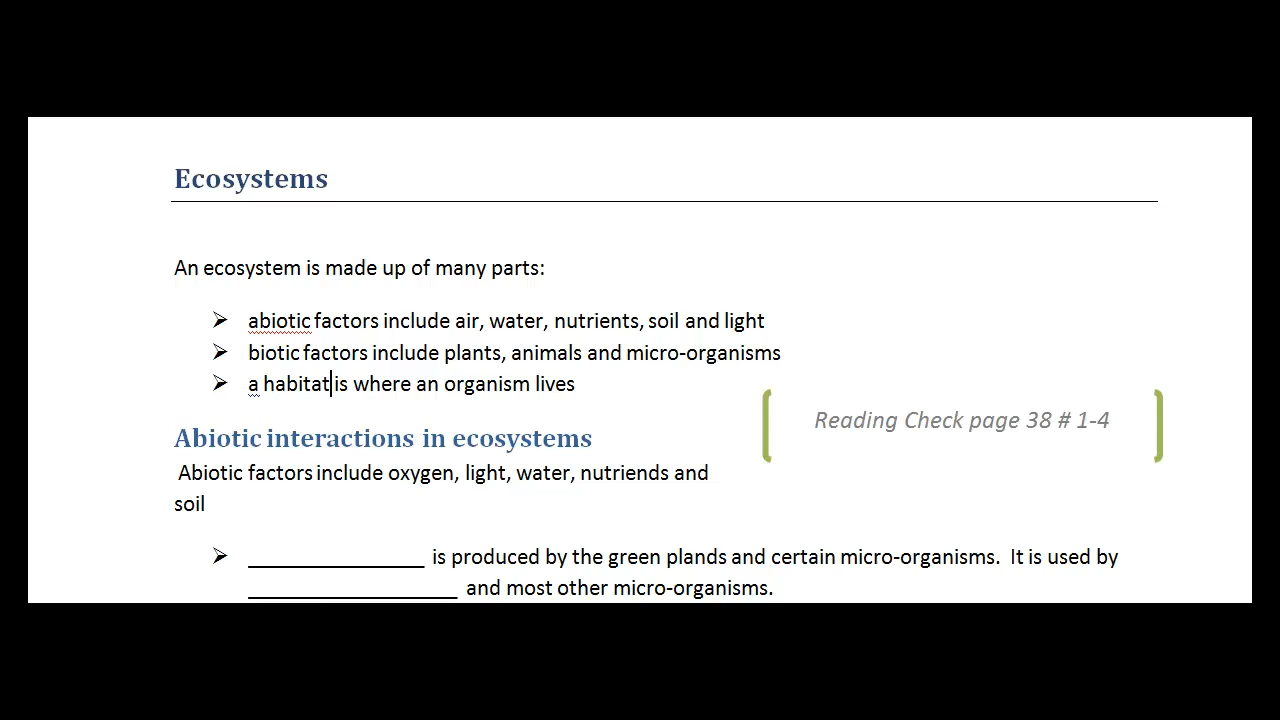 Ecosystems
An ecosystem is made up of many parts:
➢ abiotic factors include air, water, nutrients, soil and light
➢ biotic factors include plants, animals and micro-organisms
➢ a habitat is where an organism lives
Reading Check page 38 # 1-4
Abiotic interactions in ecosystems
Abiotic factors include oxygen, light, water, nutriends and
soil
➢ ________________ is produced by the green plands and certain micro-organisms. It is used by
___________________ and most other micro-organisms.